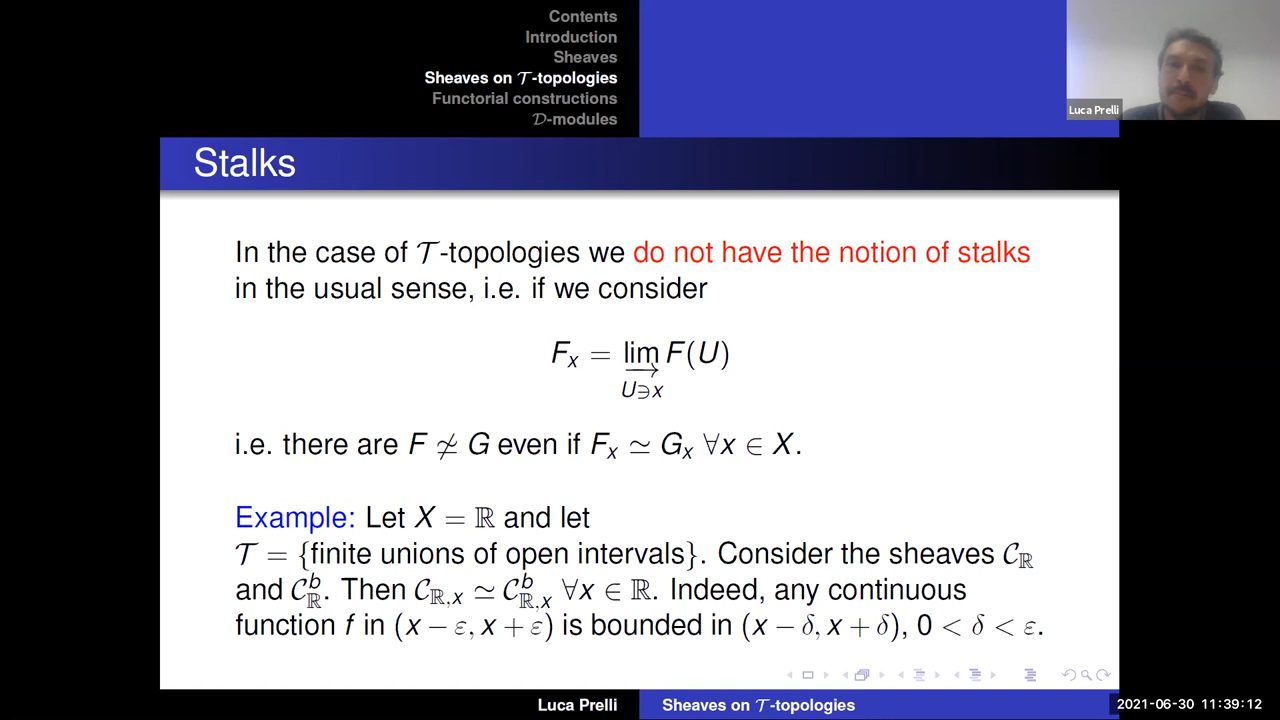 Contents
Introduction
Sheaves
Sheaves on 𝒯-topologies
Functorial constructions
𝒟-modules
Luca Prelli
Stalks
In the case of 𝒯-topologies we do not have the notion of stalks
in the usual sense, i.e. if we consider
F_x = lim F(U)
→
U∋x
i.e. there are F ≄ G even if F_x ≃ G_x ∀x ∈ X.
Example: Let X = ℝ and let
𝒯 = {finite unions of open intervals}. Consider the sheaves 𝒞_ℝ
and 𝒞^b_ℝ. Then 𝒞_{ℝ,x} ≃ 𝒞^b_{ℝ,x} ∀x ∈ ℝ. Indeed, any continuous
function f in (x − ε, x + ε) is bounded in (x − δ, x + δ), 0 < δ < ε.
Luca Prelli
Sheaves on 𝒯-topologies
2021-06-30 11:39:12